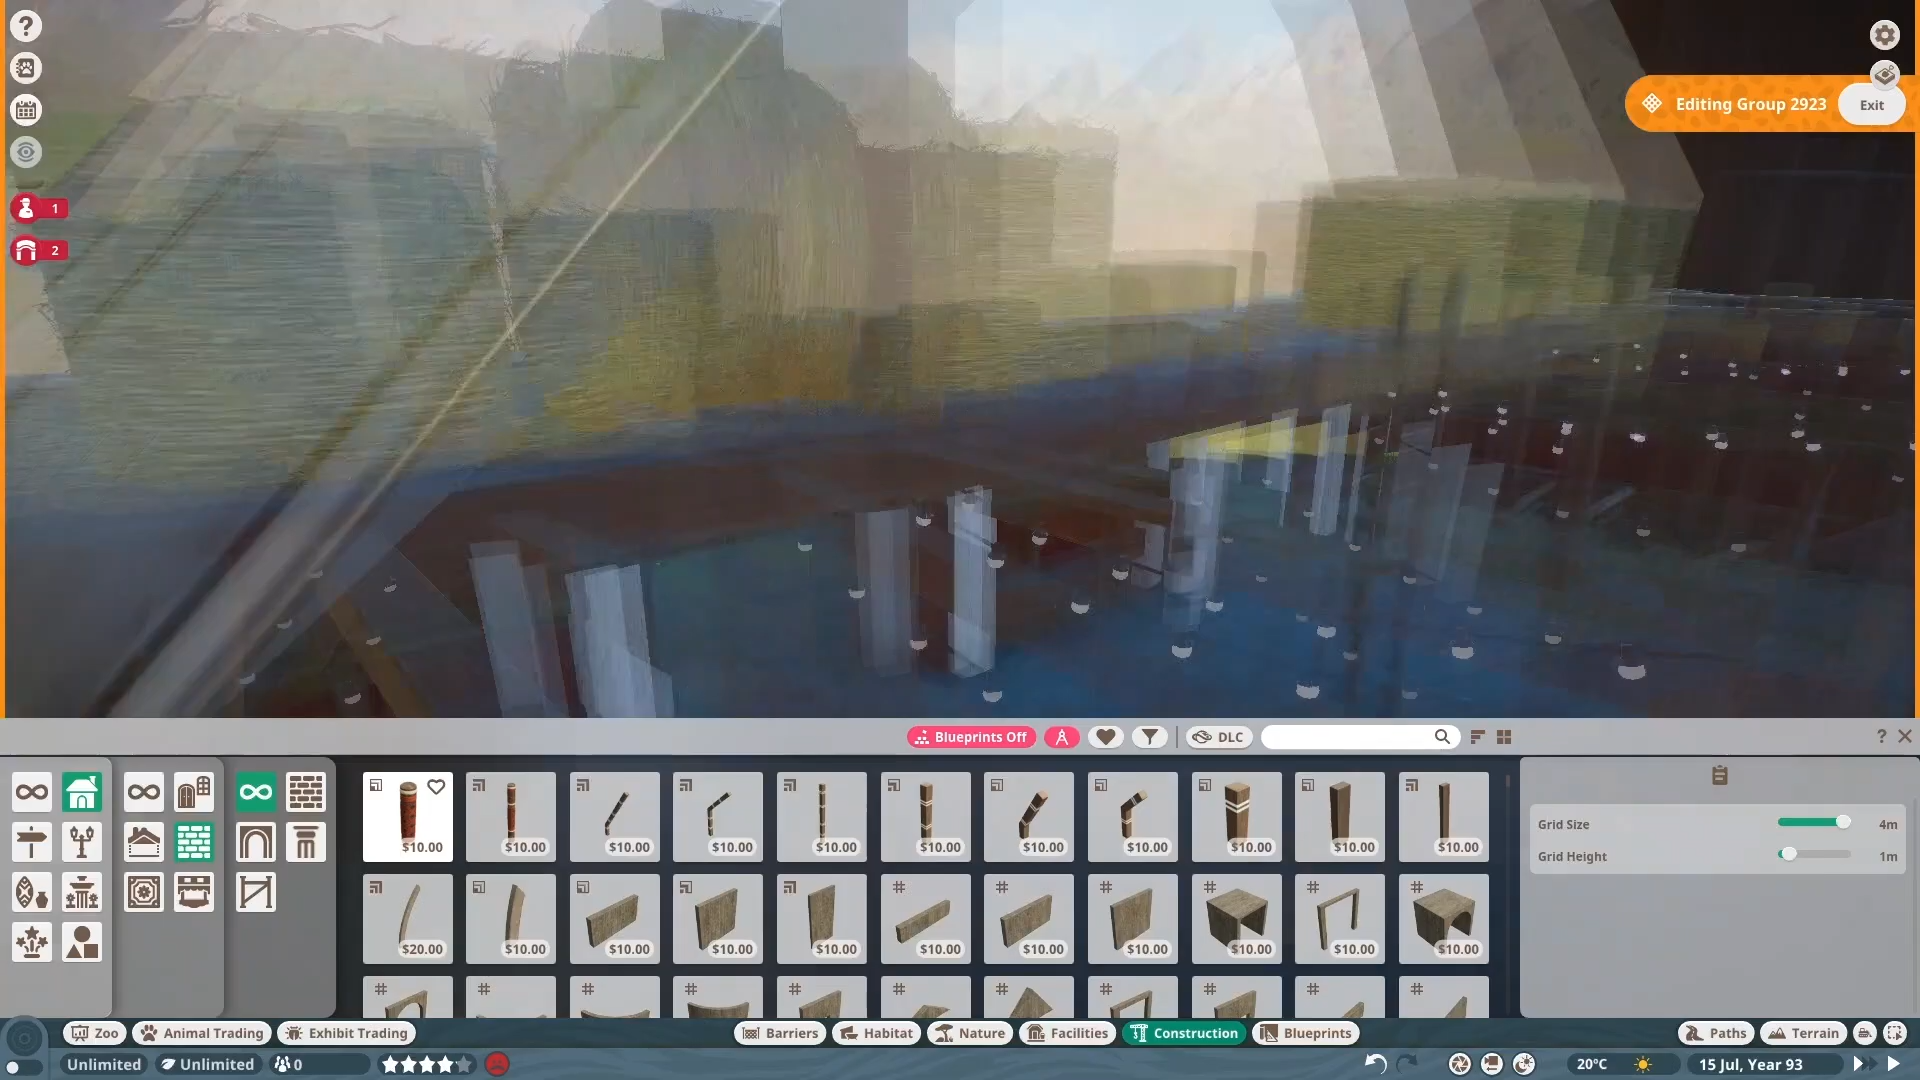 ?
Editing Group 2923
Exit
1
2
Blueprints Off
DLC
?
$10.00 $10.00 $10.00 $10.00 $10.00 $10.00 $10.00 $10.00 $10.00 $10.00 $10.00
Grid Size 4m
Grid Height 1m
$20.00 $10.00 $10.00 $10.00 $10.00 $10.00 $10.00 $10.00 $10.00 $10.00 $10.00
Zoo Animal Trading Exhibit Trading Barriers Habitat Nature Facilities Construction Blueprints Paths Terrain
Unlimited Unlimited 0 20°C 15 Jul, Year 93